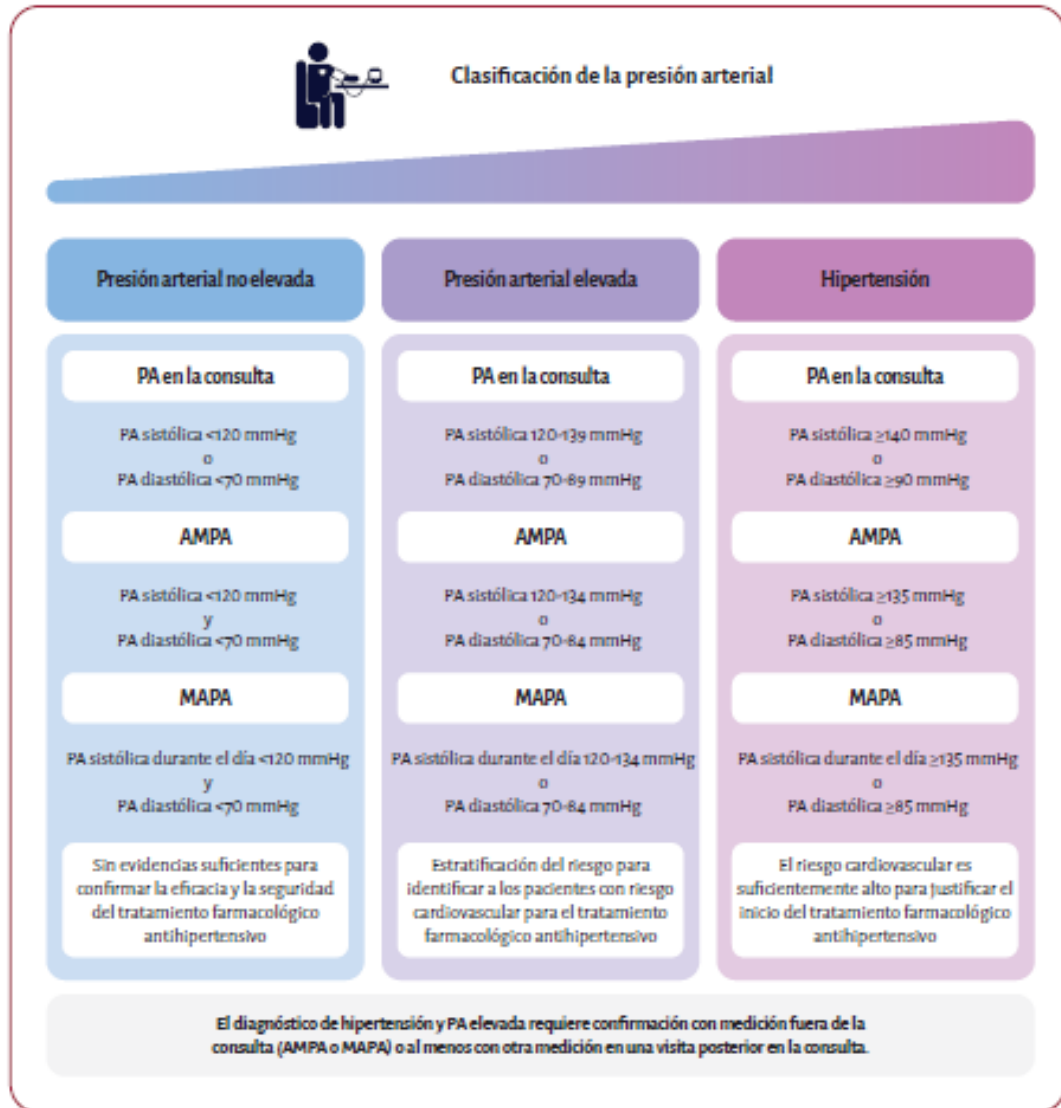 Clasificación de la presión arterial
Presión arterial no elevada
PA en la consulta
PA sistólica <120 mmHg
o
PA diastólica <70 mmHg
AMPA
PA sistólica <120 mmHg
y
PA diastólica <70 mmHg
MAPA
PA sistólica durante el día <120 mmHg
y
PA diastólica <70 mmHg
Sin evidencias suficientes para
confirmar la eficacia y la seguridad
del tratamiento farmacológico
antihipertensivo
Presión arterial elevada
PA en la consulta
PA sistólica 120-139 mmHg
o
PA diastólica 70-89 mmHg
AMPA
PA sistólica 120-134 mmHg
o
PA diastólica 70-84 mmHg
MAPA
PA sistólica durante el día 120-134 mmHg
o
PA diastólica 70-84 mmHg
Estratificación del riesgo para
identificar a los pacientes con riesgo
cardiovascular para el tratamiento
farmacológico antihipertensivo
Hipertensión
PA en la consulta
PA sistólica ≥140 mmHg
o
PA diastólica ≥90 mmHg
AMPA
PA sistólica ≥135 mmHg
o
PA diastólica ≥85 mmHg
MAPA
PA sistólica durante el día ≥135 mmHg
o
PA diastólica ≥85 mmHg
El riesgo cardiovascular es
suficientemente alto para justificar el
inicio del tratamiento farmacológico
antihipertensivo
El diagnóstico de hipertensión y PA elevada requiere confirmación con medición fuera de la
consulta (AMPA o MAPA) o al menos con otra medición en una visita posterior en la consulta.